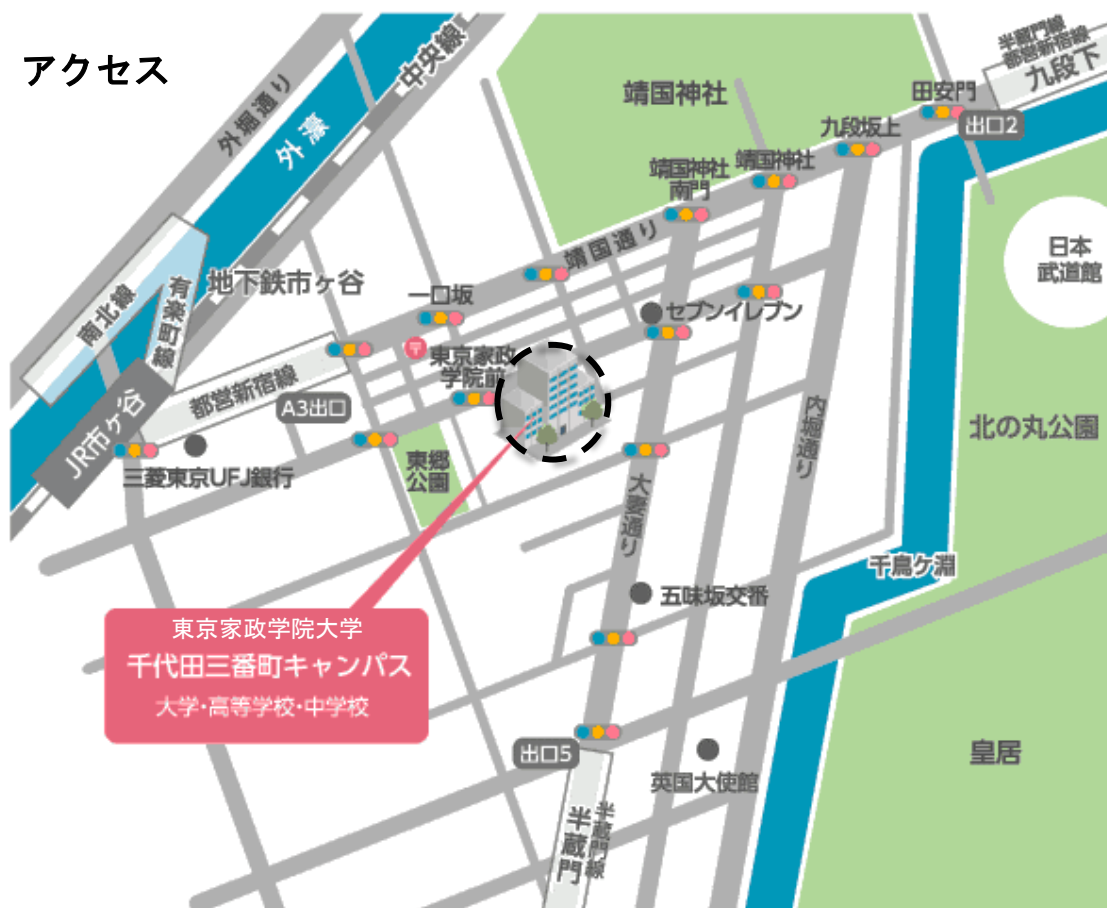 アクセス
外堀通り
外濠
中央線
靖国神社
半蔵門線
都営新宿線
九段下
田安門
出口2
九段坂上
靖国神社
靖国神社
南門
日本
武道館
靖国通り
地下鉄市ヶ谷
南北線
有楽町線
一口坂
セブンイレブン
東京家政
学院前
都営新宿線
A3出口
JR市ヶ谷
三菱東京UFJ銀行
東郷
公園
内堀通り
北の丸公園
大妻通り
千鳥ケ淵
五味坂交番
東京家政学院大学
千代田三番町キャンパス
大学・高等学校・中学校
出口5
皇居
英国大使館
半蔵門
半蔵門線